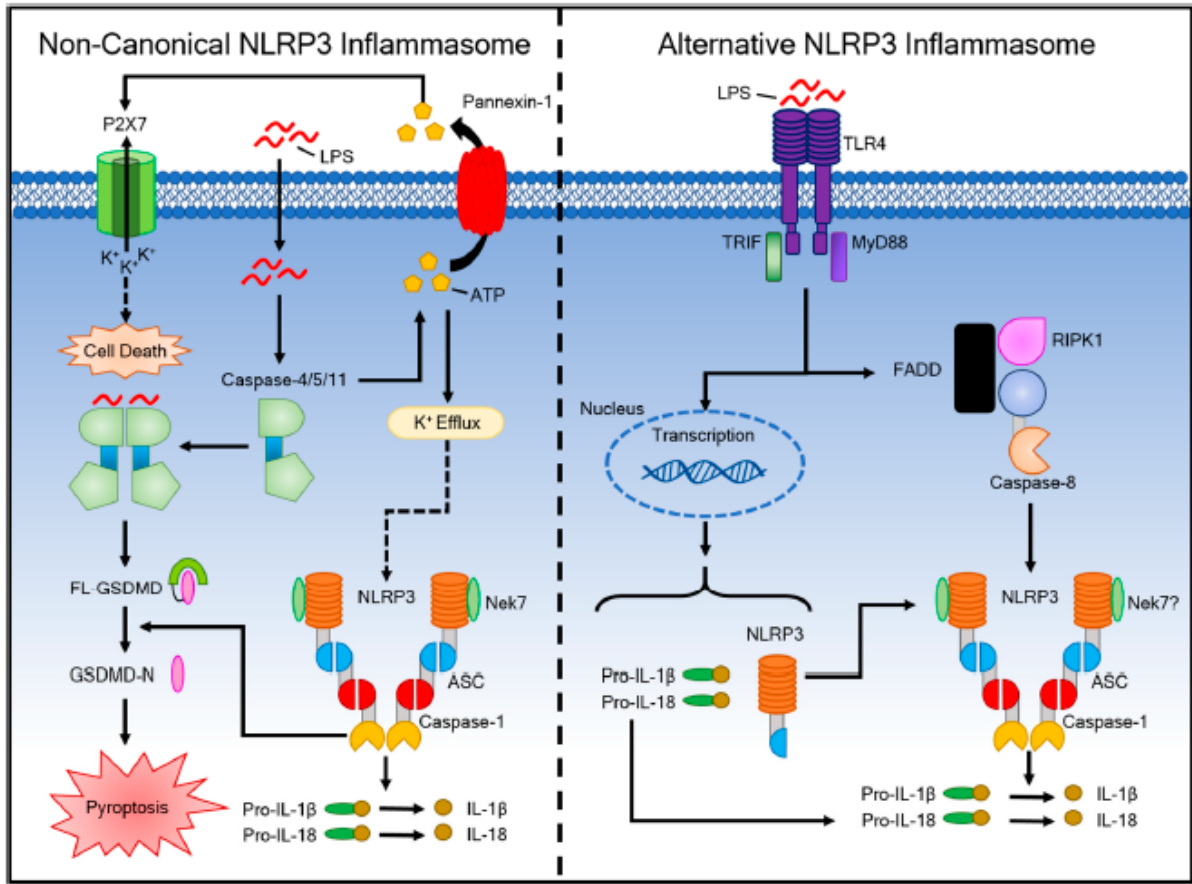 Non-Canonical NLRP3 Inflammasome
P2X7
LPS
Pannexin-1
K⁺ K⁺ K⁺
ATP
Cell Death
Caspase-4/5/11
K⁺ Efflux
FL-GSDMD
NLRP3
Nek7
GSDMD-N
ASC
Caspase-1
Pyroptosis
Pro-IL-1β IL-1β
Pro-IL-18 IL-18
Alternative NLRP3 Inflammasome
LPS
TLR4
TRIF
MyD88
RIPK1
FADD
Nucleus
Transcription
Caspase-8
NLRP3
Pro-IL-1β
Pro-IL-18
NLRP3
Nek7?
ASC
Caspase-1
Pro-IL-1β IL-1β
Pro-IL-18 IL-18